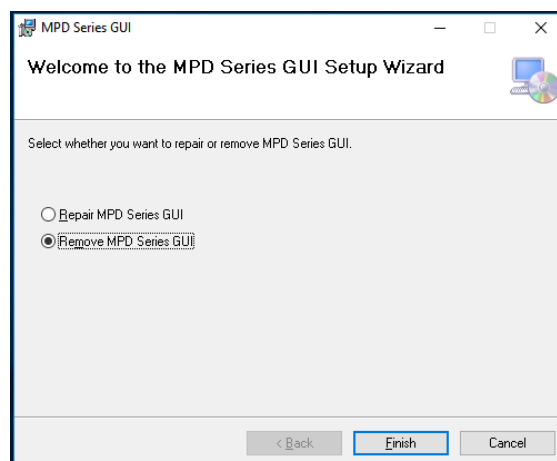 MPD Series GUI
Welcome to the MPD Series GUI Setup Wizard
Select whether you want to repair or remove MPD Series GUI.
Repair MPD Series GUI
Remove MPD Series GUI
< Back Finish Cancel